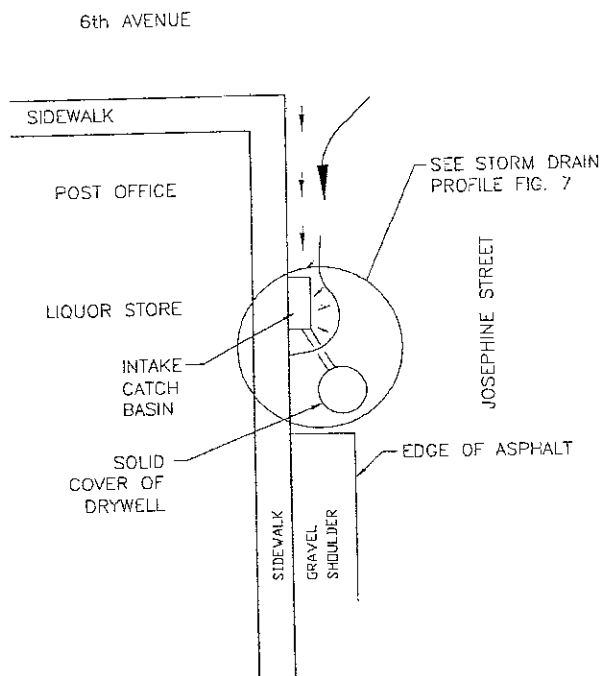 6th AVENUE
SIDEWALK
POST OFFICE
SEE STORM DRAIN
PROFILE FIG. 7
LIQUOR STORE
JOSEPHINE STREET
INTAKE
CATCH
BASIN
EDGE OF ASPHALT
SOLID
COVER OF
DRYWELL
SIDEWALK
GRAVEL
SHOULDER